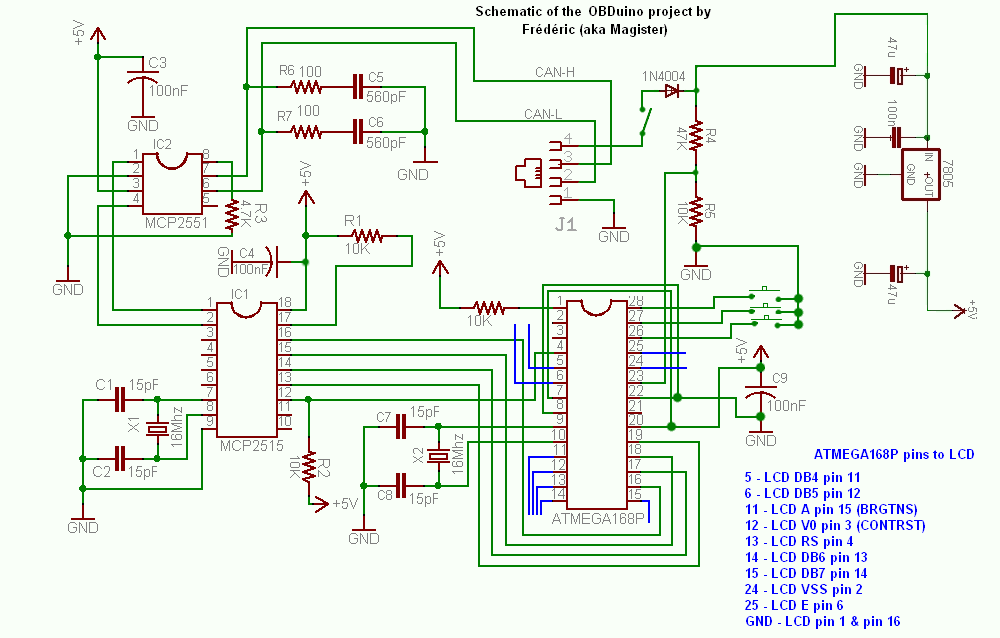 Schematic of the OBDuino project by
Frédéric (aka Magister)
+5V
C3
100nF
GND
IC2
1
2
3
4
8
7
6
5
MCP2551
R3
4.7K
GND
R6 100
C5
560pF
R7 100
C6
560pF
GND
CAN-H
CAN-L
4
3
2
1
J1
GND
1N4004
R4
47K
R5
10K
GND
47u
GND
100n
GND
7805
IN
GND
+OUT
GND
GND
47u
+5V
+5V
R1
10K
C4
100nF
GND
IC1
1
2
3
4
5
6
7
8
9
18
17
16
15
14
13
12
11
10
MCP2515
C1
15pF
X1
16Mhz
C2
15pF
GND
R2
10K
+5V
+5V
10K
1
2
3
4
5
6
7
8
9
10
11
12
13
14
28
27
26
25
24
23
22
21
20
19
18
17
16
15
ATMEGA168P
C7
15pF
X2
16Mhz
C8
15pF
GND
+5V
C9
100nF
GND
ATMEGA168P pins to LCD
5 - LCD DB4 pin 11
6 - LCD DB5 pin 12
11 - LCD A pin 15 (BRGTNS)
12 - LCD V0 pin 3 (CONTRST)
13 - LCD RS pin 4
14 - LCD DB6 pin 13
15 - LCD DB7 pin 14
24 - LCD VSS pin 2
25 - LCD E pin 6
GND - LCD pin 1 & pin 16